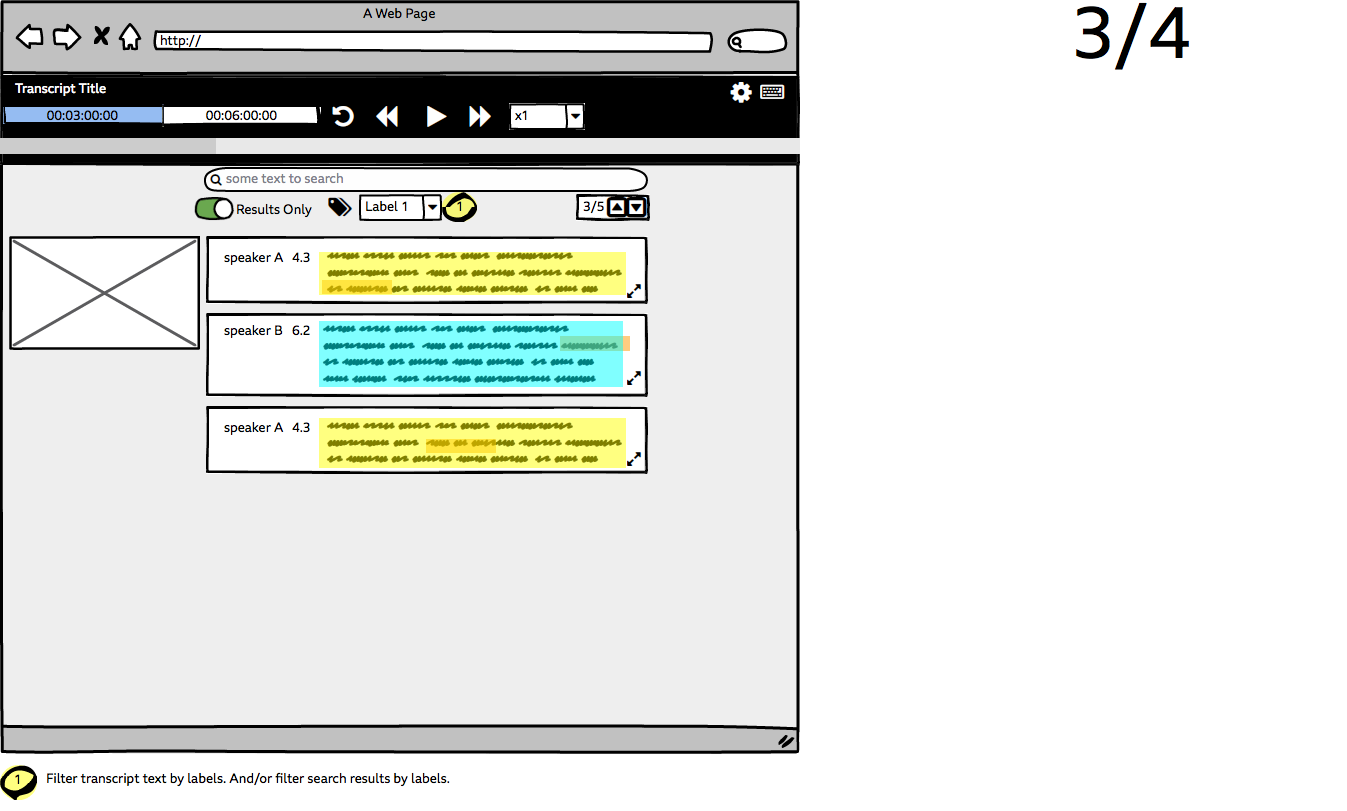 A Web Page
3/4
http://
Transcript Title
00:03:00:00 00:06:00:00 x1
some text to search
Results Only Label 1 1 3/5
speaker A 4.3
speaker B 6.2
speaker A 4.3
1 Filter transcript text by labels. And/or filter search results by labels.